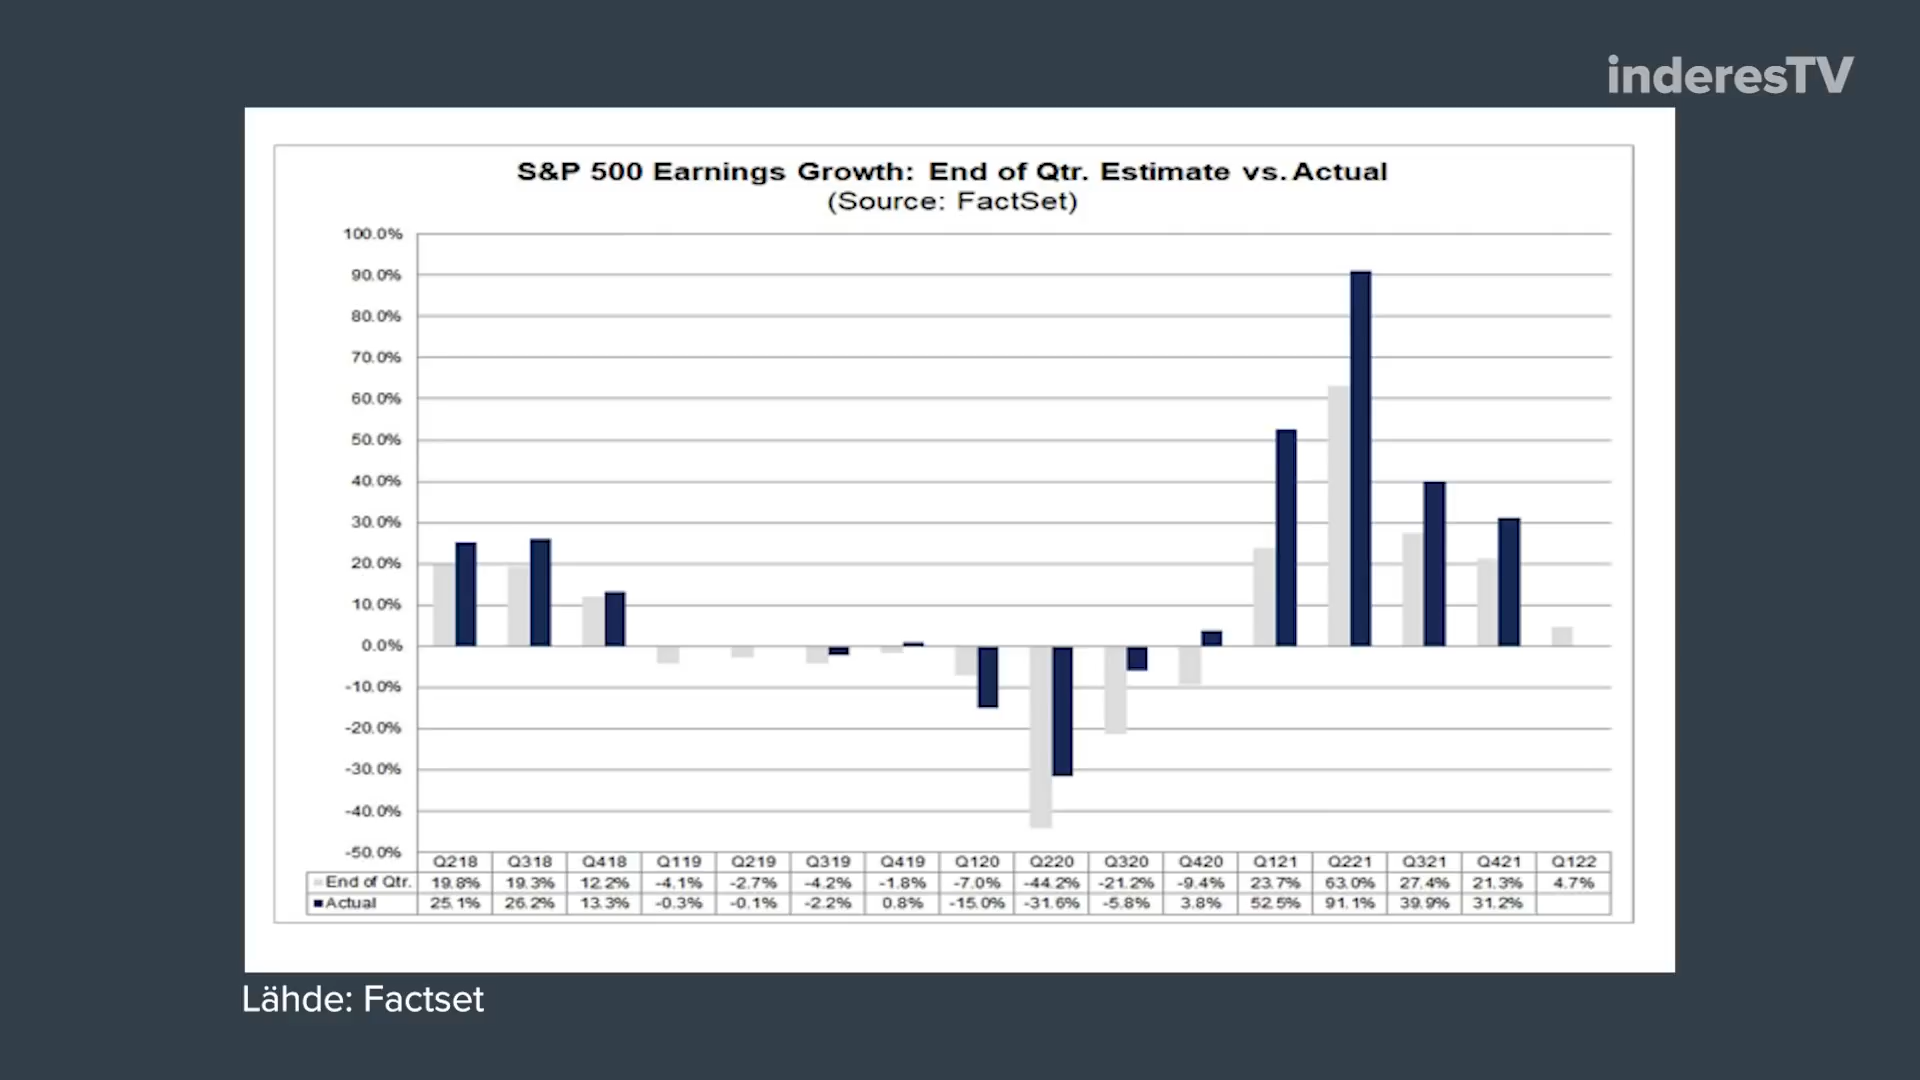 inderesTV
S&P 500 Earnings Growth: End of Qtr. Estimate vs. Actual
(Source: FactSet)
100.0%
90.0%
80.0%
70.0%
60.0%
50.0%
40.0%
30.0%
20.0%
10.0%
0.0%
-10.0%
-20.0%
-30.0%
-40.0%
-50.0%
Q218 Q318 Q418 Q119 Q219 Q319 Q419 Q120 Q220 Q320 Q420 Q121 Q221 Q321 Q421 Q122
End of Qtr. 19.8% 19.3% 12.2% -4.1% -2.7% -4.2% -1.8% -7.0% -44.2% -21.2% -9.4% 23.7% 63.0% 27.4% 21.3% 4.7%
Actual 25.1% 26.2% 13.3% -0.3% -0.1% -2.2% 0.8% -15.0% -31.6% -5.8% 3.8% 52.5% 91.1% 39.9% 31.2%
Lähde: Factset